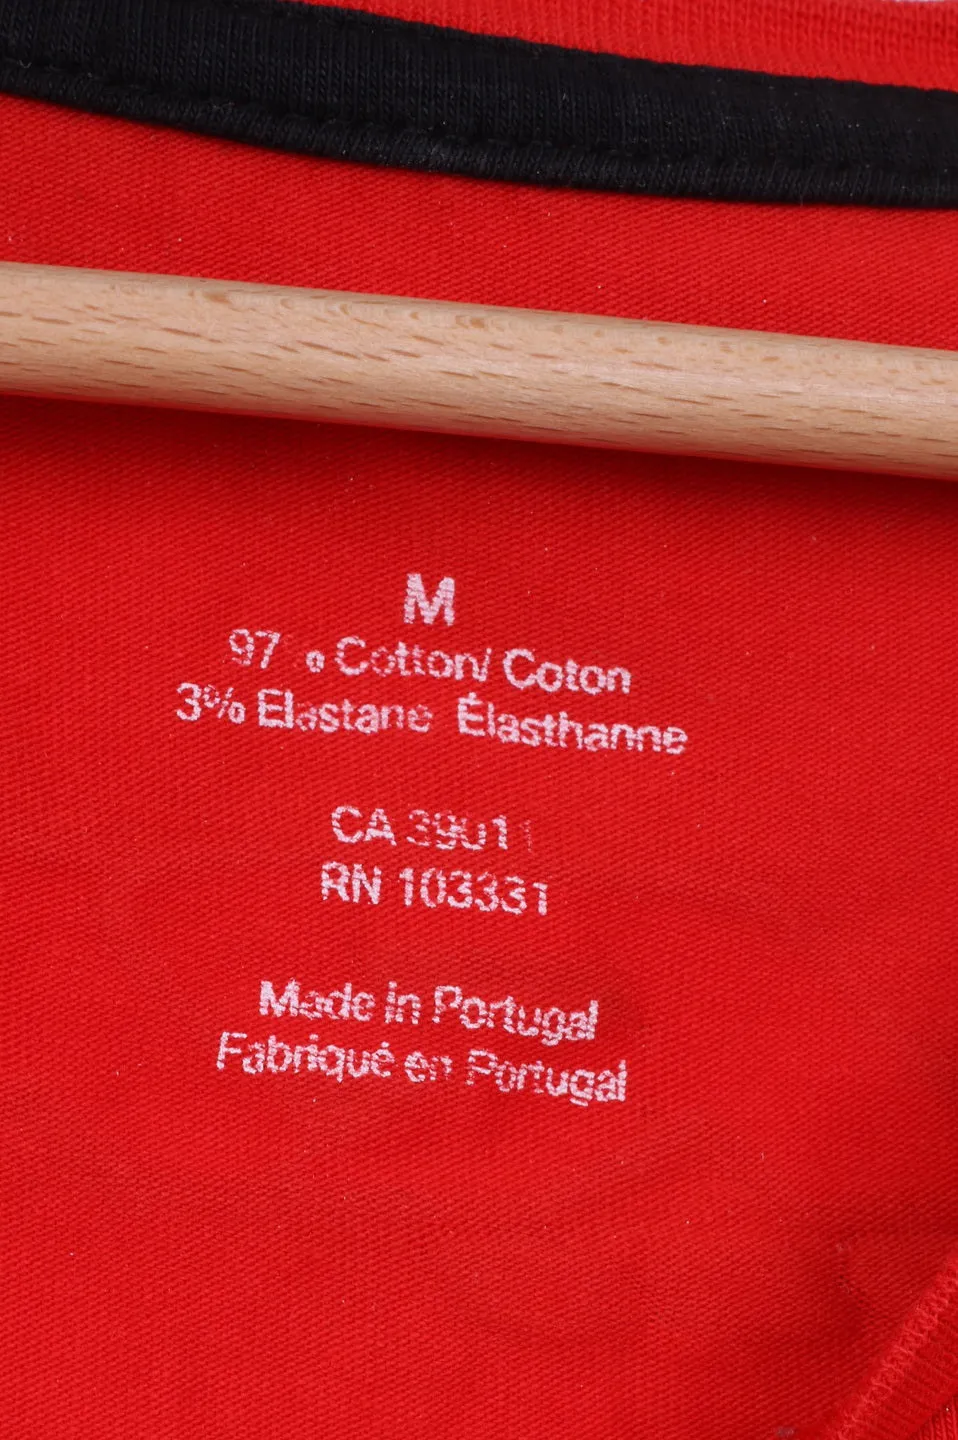 M
97% Cotton/ Coton
3% Elastane Élasthanne
CA 39011
RN 103331
Made in Portugal
Fabriqué en Portugal